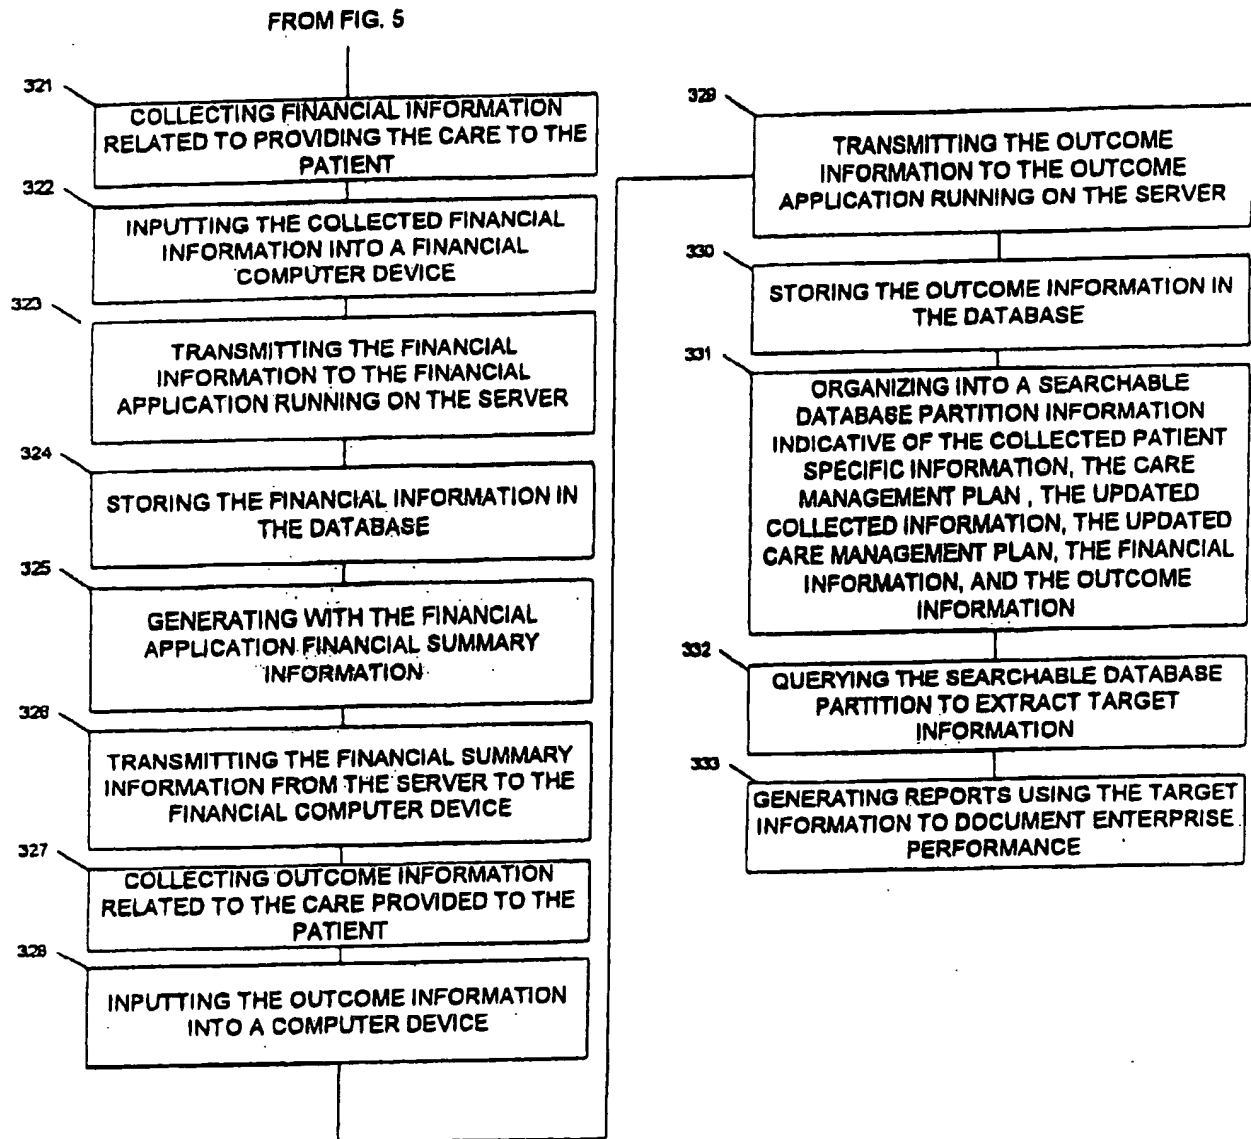 FROM FIG. 5
321
COLLECTING FINANCIAL INFORMATION
RELATED TO PROVIDING THE CARE TO THE
PATIENT
322
INPUTTING THE COLLECTED FINANCIAL
INFORMATION INTO A FINANCIAL
COMPUTER DEVICE
323
TRANSMITTING THE FINANCIAL
INFORMATION TO THE FINANCIAL
APPLICATION RUNNING ON THE SERVER
324
STORING THE FINANCIAL INFORMATION IN
THE DATABASE
325
GENERATING WITH THE FINANCIAL
APPLICATION FINANCIAL SUMMARY
INFORMATION
326
TRANSMITTING THE FINANCIAL SUMMARY
INFORMATION FROM THE SERVER TO THE
FINANCIAL COMPUTER DEVICE
327
COLLECTING OUTCOME INFORMATION
RELATED TO THE CARE PROVIDED TO THE
PATIENT
328
INPUTTING THE OUTCOME INFORMATION
INTO A COMPUTER DEVICE
329
TRANSMITTING THE OUTCOME
INFORMATION TO THE OUTCOME
APPLICATION RUNNING ON THE SERVER
330
STORING THE OUTCOME INFORMATION IN
THE DATABASE
331
ORGANIZING INTO A SEARCHABLE
DATABASE PARTITION INFORMATION
INDICATIVE OF THE COLLECTED PATIENT
SPECIFIC INFORMATION, THE CARE
MANAGEMENT PLAN , THE UPDATED
COLLECTED INFORMATION, THE UPDATED
CARE MANAGEMENT PLAN, THE FINANCIAL
INFORMATION, AND THE OUTCOME
INFORMATION
332
QUERYING THE SEARCHABLE DATABASE
PARTITION TO EXTRACT TARGET
INFORMATION
333
GENERATING REPORTS USING THE TARGET
INFORMATION TO DOCUMENT ENTERPRISE
PERFORMANCE